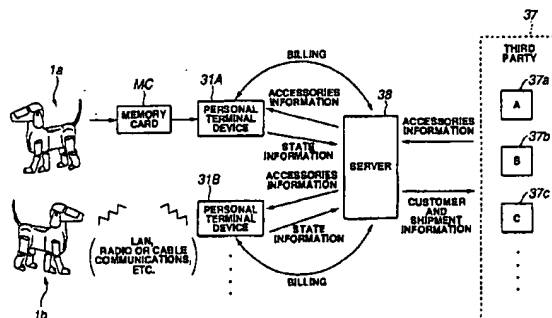 37
THIRD
PARTY
1a
MC
31A
BILLING
38
37a
MEMORY
CARD
PERSONAL
TERMINAL
DEVICE
ACCESSORIES
INFORMATION
STATE
INFORMATION
SERVER
ACCESSORIES
INFORMATION
A
37b
B
31B
ACCESSORIES
INFORMATION
37c
LAN,
RADIO OR CABLE
COMMUNICATIONS,
ETC.
PERSONAL
TERMINAL
DEVICE
STATE
INFORMATION
CUSTOMER
AND
SHIPMENT
INFORMATION
C
1b
BILLING